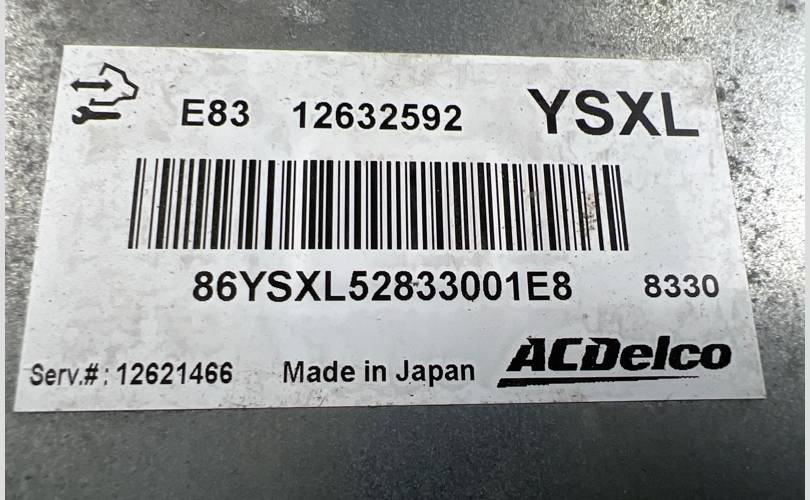 E83 12632592 YSXL
86YSXL52833001E8 8330
Serv.#: 12621466 Made in Japan ACDelco